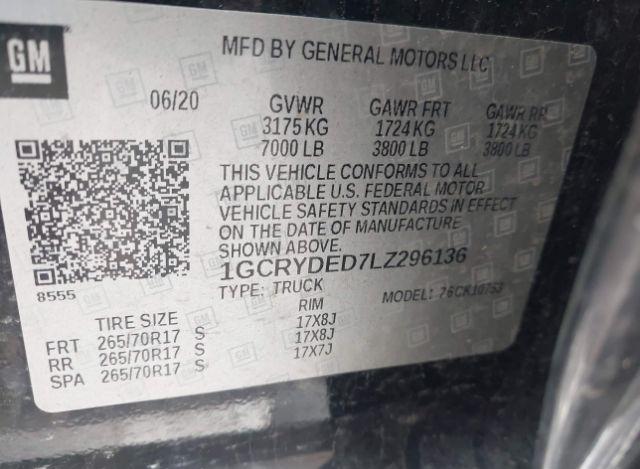 GM
MFD BY GENERAL MOTORS LLC
06/20 GVWR GAWR FRT GAWR RR
3175 KG 1724 KG 1724 KG
7000 LB 3800 LB 3800 LB
THIS VEHICLE CONFORMS TO ALL
APPLICABLE U.S. FEDERAL MOTOR
VEHICLE SAFETY STANDARDS IN EFFECT
ON THE DATE OF MANUFACTURE
SHOWN ABOVE.
1GCRYDED7LZ296136
8555
TYPE: TRUCK MODEL: 76CK10753
TIRE SIZE RIM
FRT 265/70R17 S 17X8J
RR 265/70R17 S 17X8J
SPA 265/70R17 S 17X7J